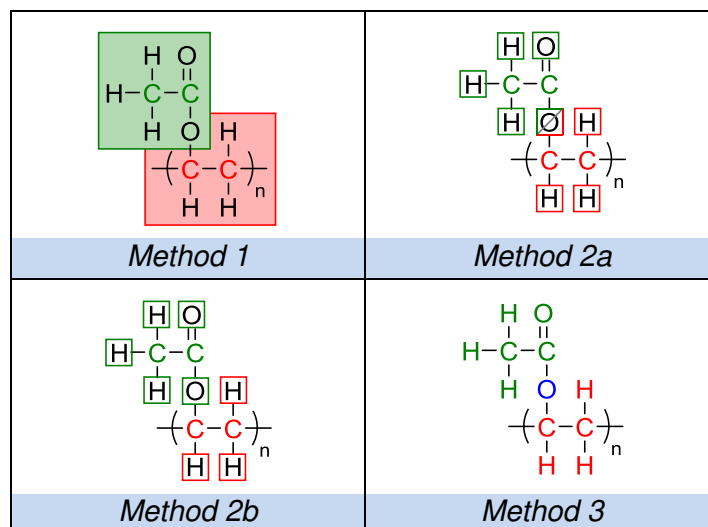 H O
H C C
H O H
( C C )
n
H H
Method 1
H O
H C C
H O H
( C C )
n
H H
Method 2a
H O
H C C
H O H
( C C )
n
H H
Method 2b
H O
H C C
H O H
( C C )
n
H H
Method 3